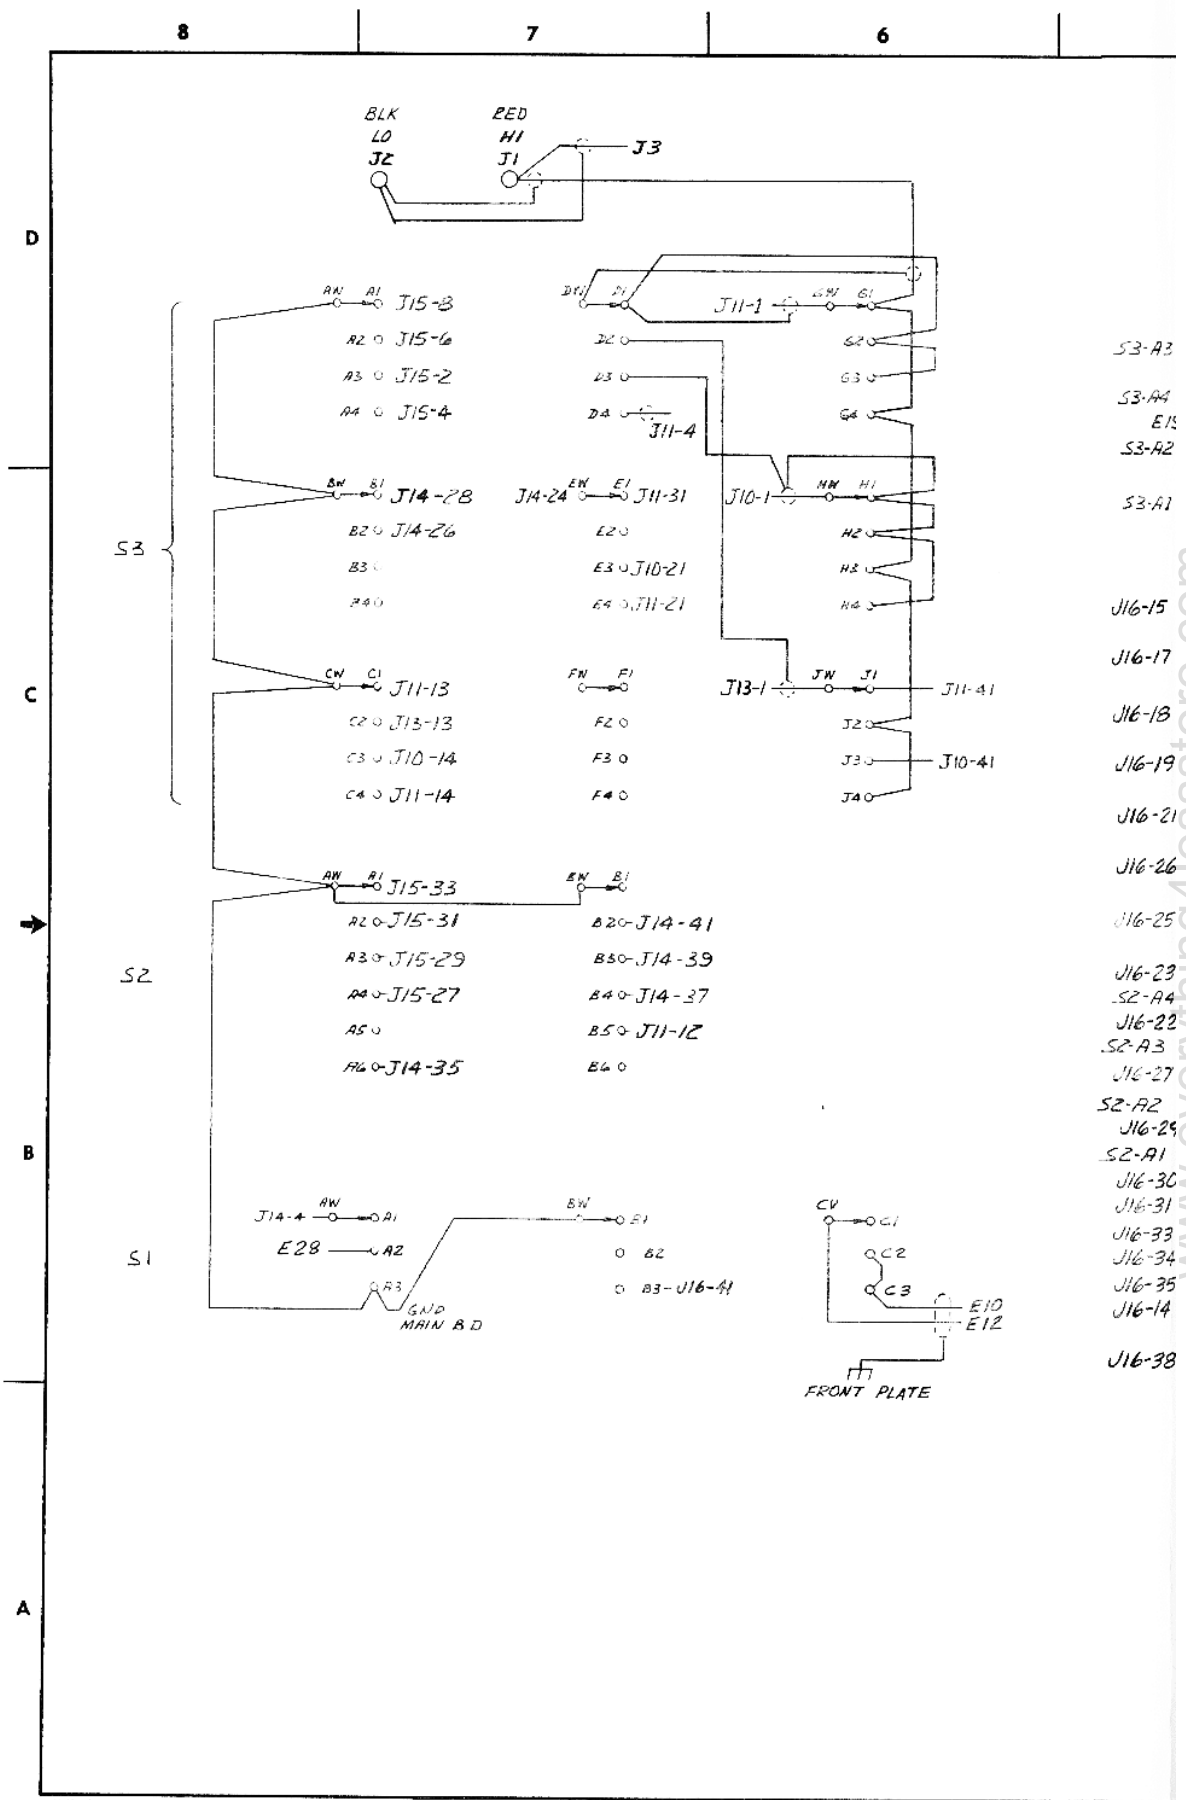 8 7 6
BLK RED
LO HI
J2 J1 J3
D
AW A1 J15-8 D1 J11-1 GW G1
A2 J15-6 D2 G2
S3-A3
A3 J15-2 D3 G3
S3-A4
A4 J15-4 D4 J11-4 G4
S3-A2
BW B1 J14-28 J14-24 EW E1 J11-31 J10-1 HW H1
S3-A1
B2 J14-26 E2 H2
S3
B3 E3 J10-21 H3
B4 E4 J11-21 H4
J16-15
J16-17
C
CW C1 J11-13 FW F1 J13-1 JW J1 J11-41
J16-18
C2 J13-13 F2 J2
C3 J10-14 F3 J3 J10-41
J16-19
C4 J11-14 F4 J4
J16-21
J16-26
AW A1 J15-33 BW B1
A2 J15-31 B2 J14-41
J16-25
A3 J15-29 B3 J14-39
S2
J16-23
A4 J15-27 B4 J14-37
S2-A4
J16-22
A5 B5 J11-12
S2-A3
A6 J14-35 B6
J16-27
S2-A2
J16-29
B
S2-A1
J16-30
J16-31
J14-4 AW A1 BW B1 CW C1
J16-33
E28 A2 B2 C2
S1
J16-34
A3 B3-J16-41 C3
J16-35
GND E10
MAIN BD E12
J16-14
J16-38
FRONT PLATE
A